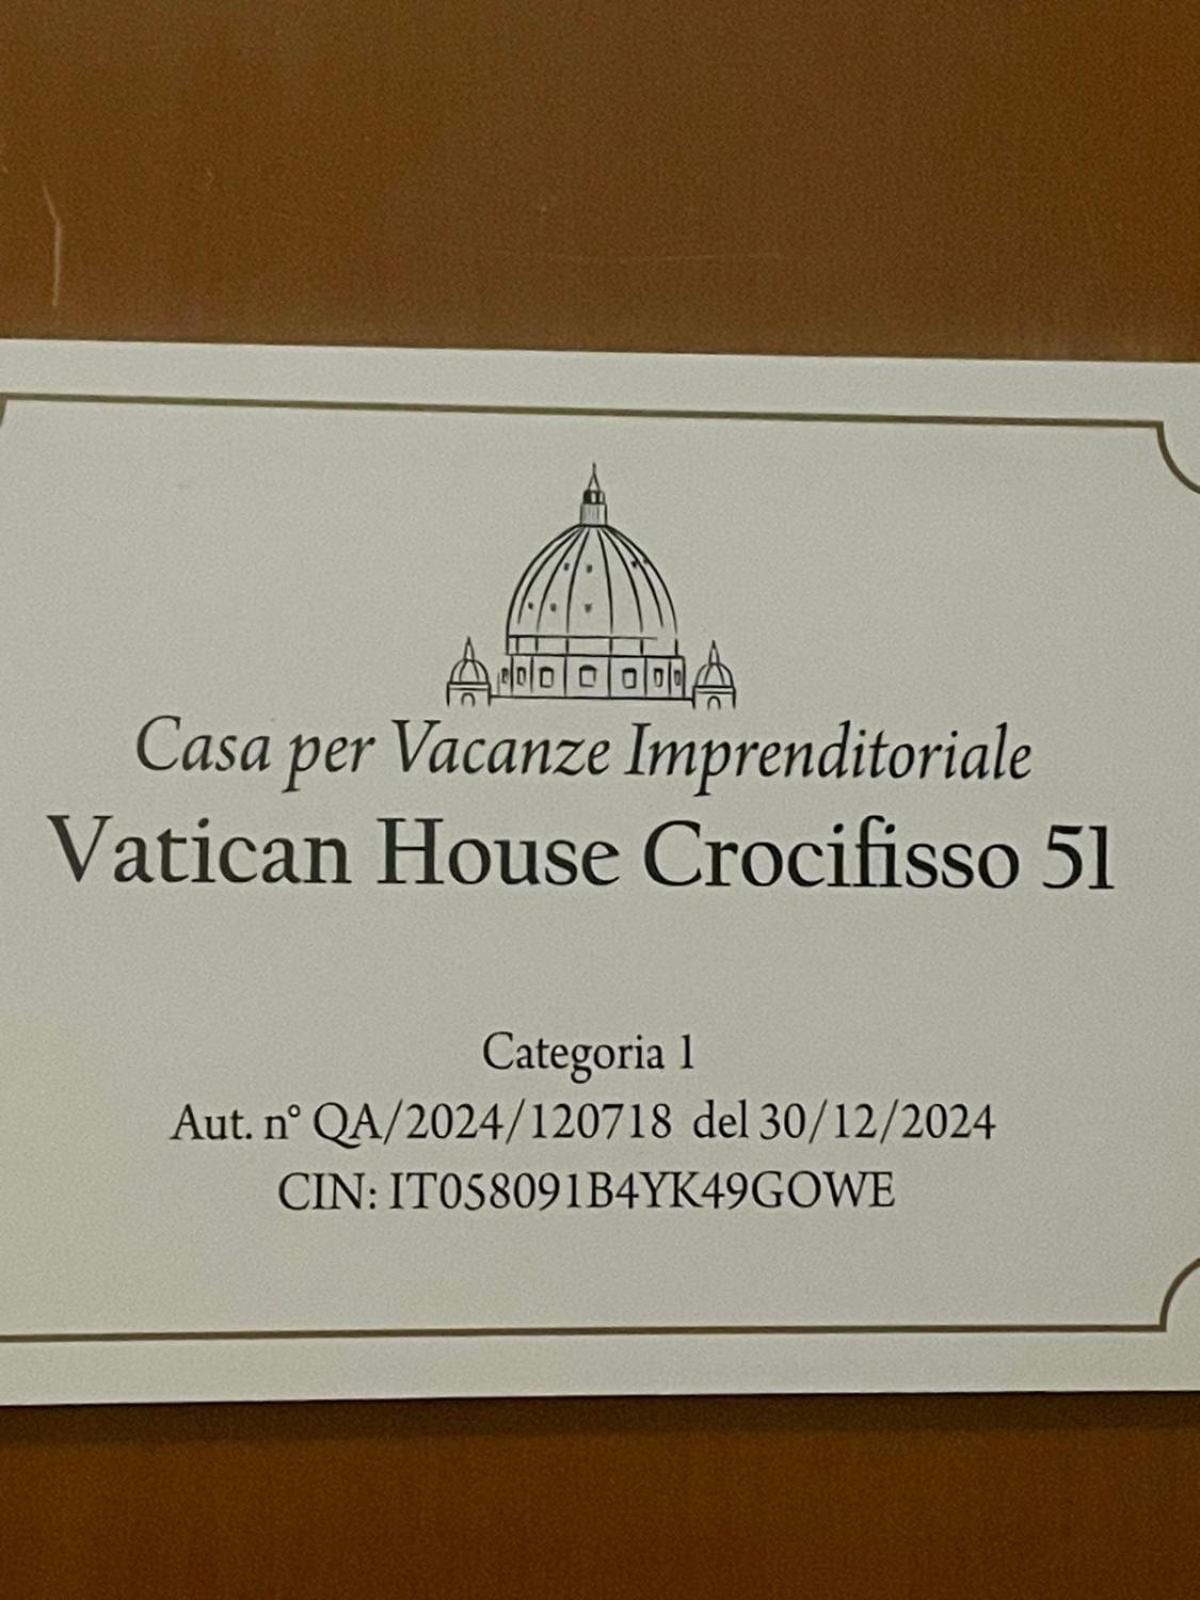 Casa per Vacanze Imprenditoriale
Vatican House Crocifisso 51
Categoria 1
Aut. n° QA/2024/120718 del 30/12/2024
CIN: IT058091B4YK49GOWE